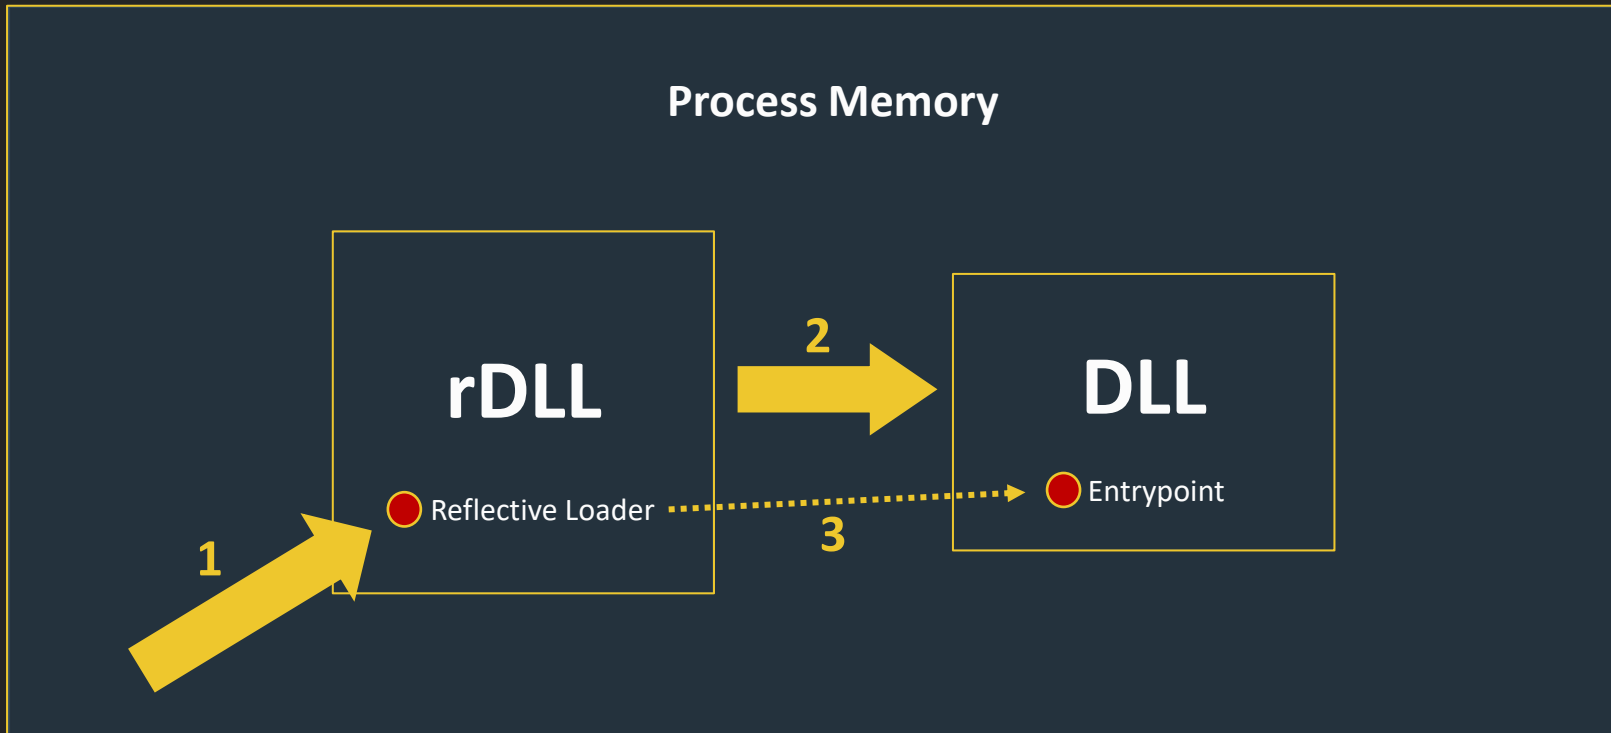 Process Memory
rDLL
2
DLL
Reflective Loader
Entrypoint
1
3